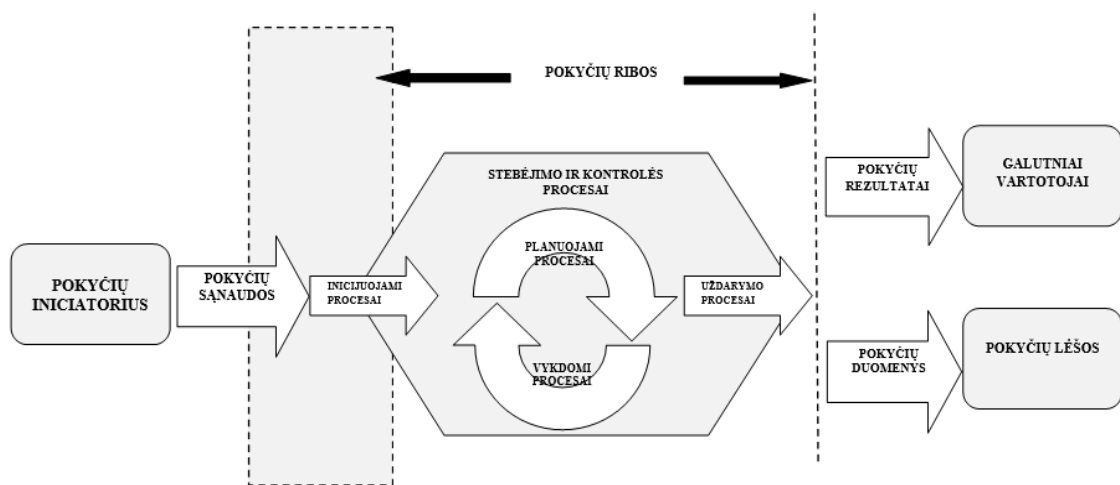 POKYČIŲ RIBOS
STEBĖJIMO IR KONTROLĖS
PROCESAI
POKYČIŲ
INICIATORIUS
POKYČIŲ
SĄNAUDOS
INICIJUOJAMI
PROCESAI
PLANUOJAMI
PROCESAI
VYKDOMI
PROCESAI
UŽDARYMO
PROCESAI
POKYČIŲ
REZULTATAI
GALUTNIAI
VARTOTOJAI
POKYČIŲ
DUOMENYS
POKYČIŲ LĖŠOS